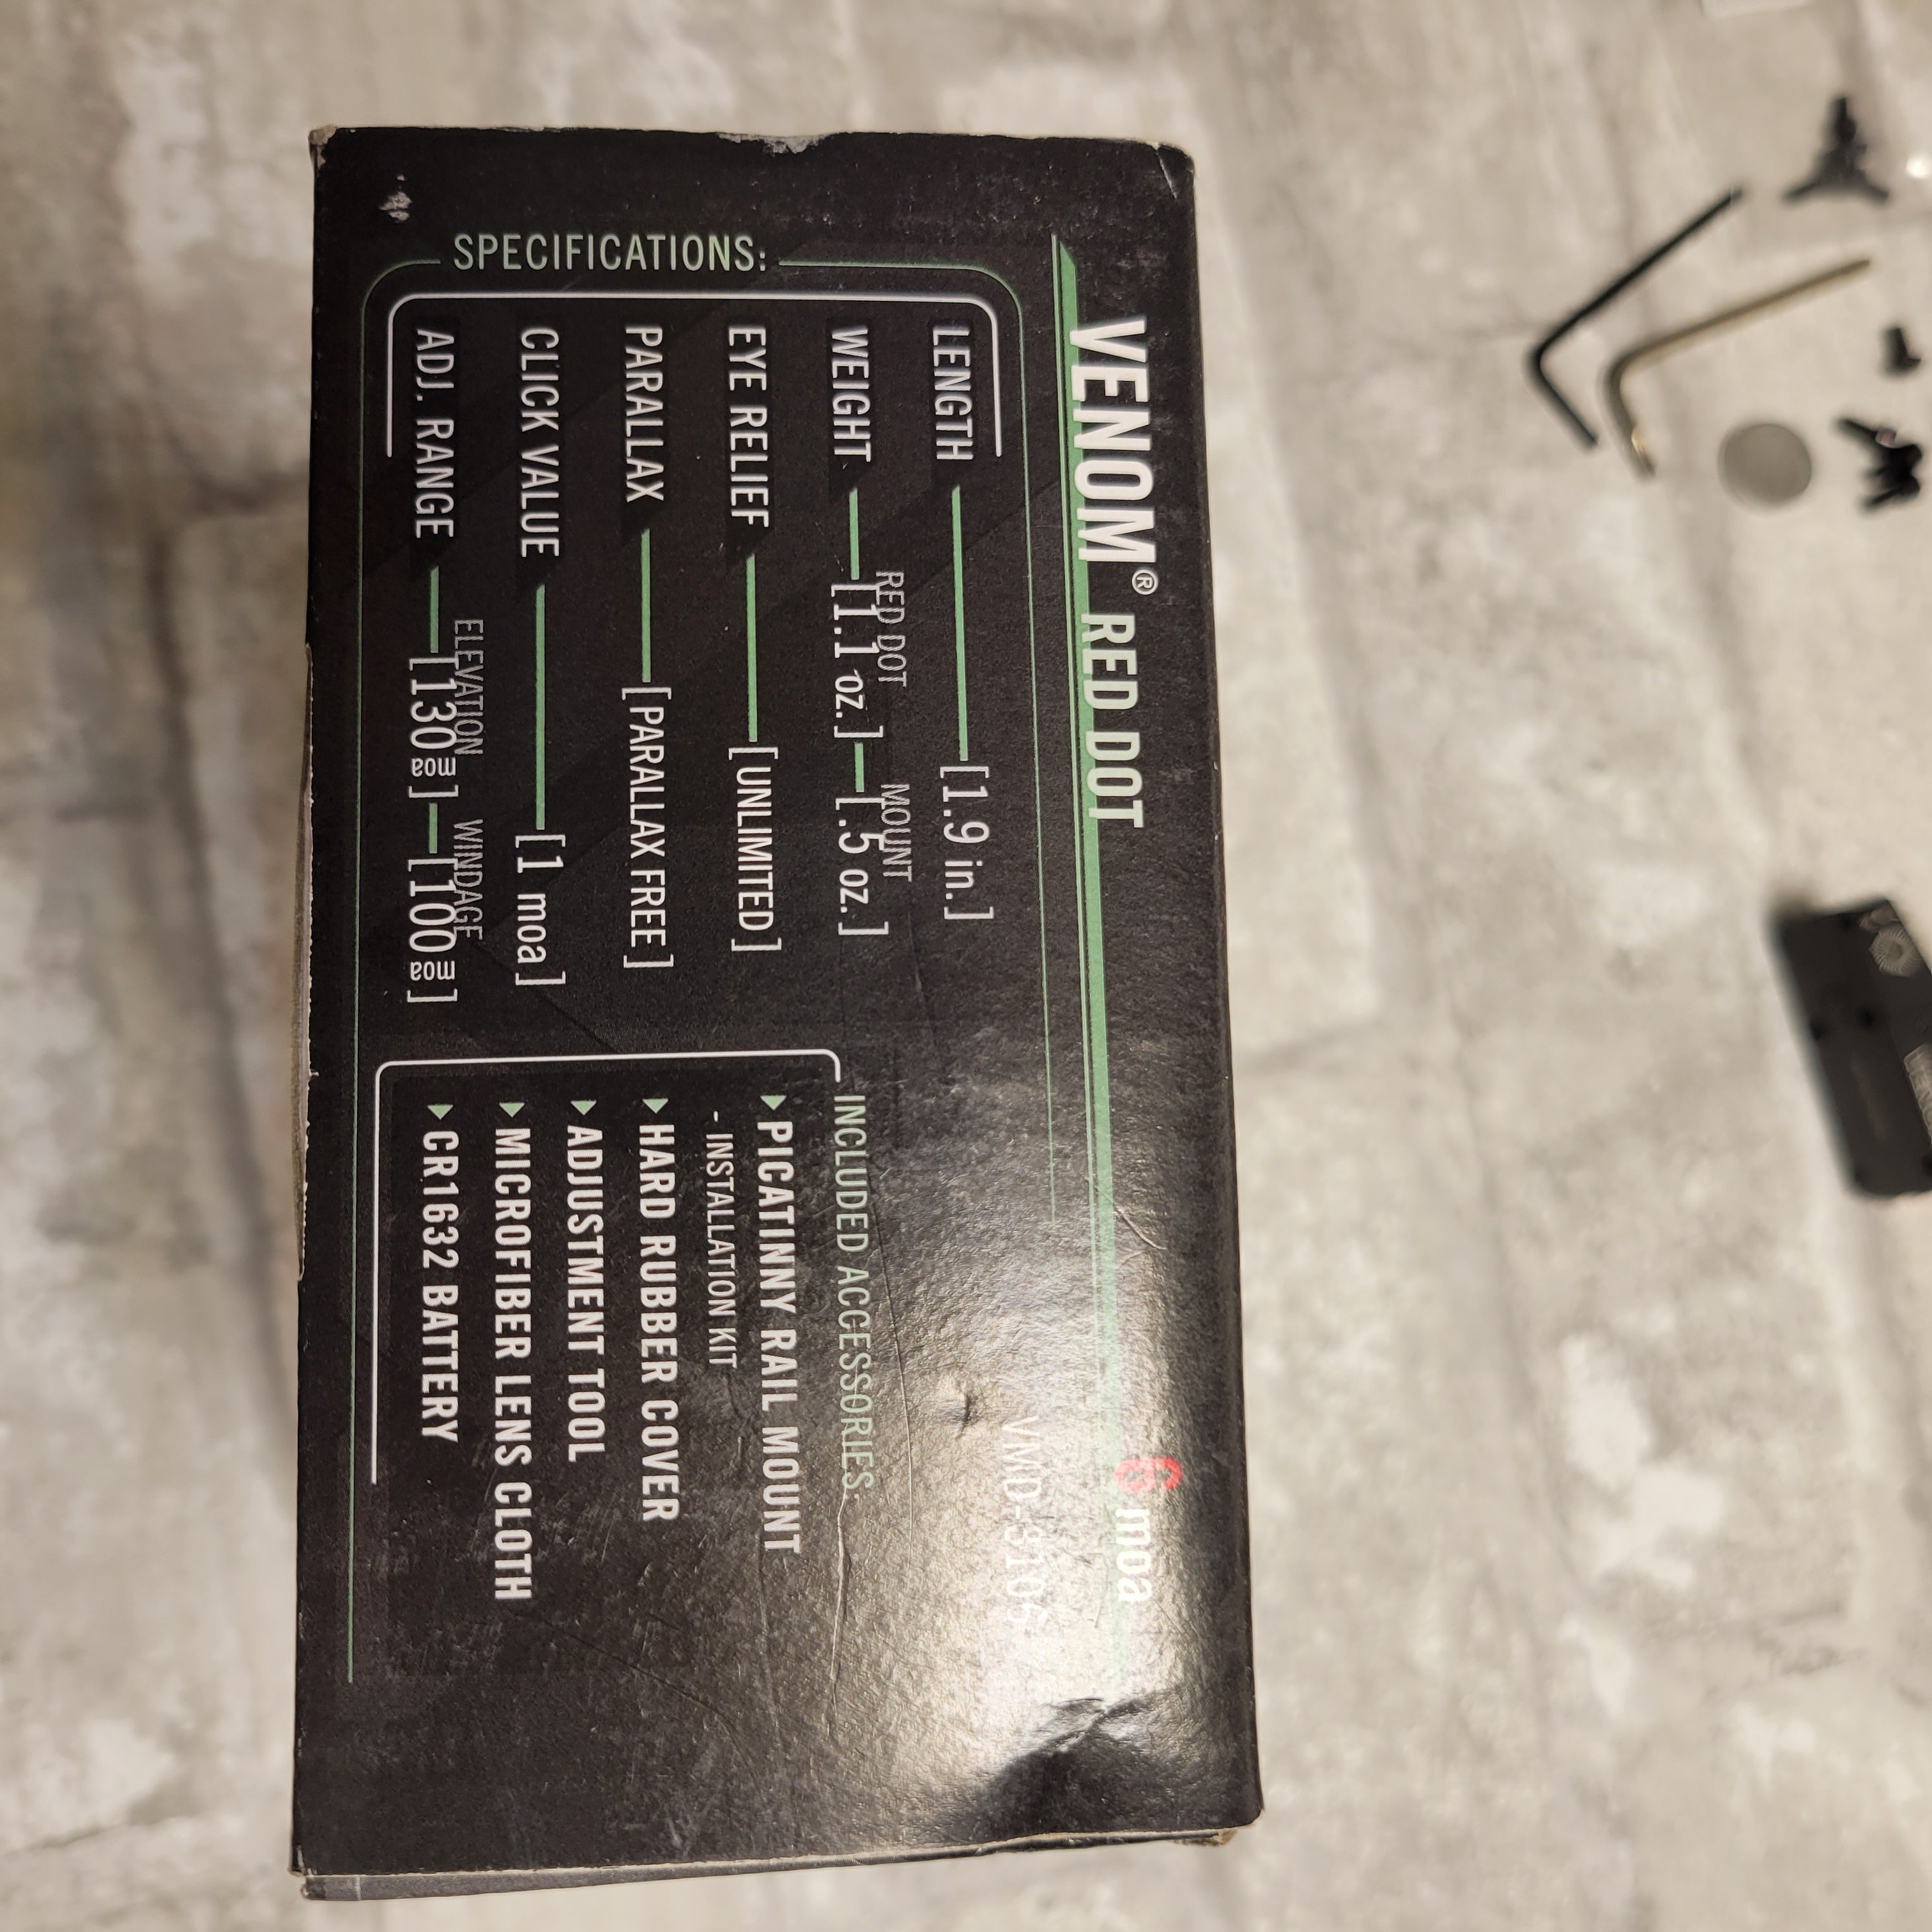 VENOM® RED DOT
6 moa
VMD-3106
SPECIFICATIONS:
LENGTH [1.9 in.]
RED DOT MOUNT
WEIGHT [1.1 oz.] [.5 oz.]
EYE RELIEF [UNLIMITED]
PARALLAX [PARALLAX FREE]
CLICK VALUE [1 moa]
ELEVATION WINDAGE
ADJ. RANGE [130 moa] [100 moa]
INCLUDED ACCESSORIES:
PICATINNY RAIL MOUNT
- INSTALLATION KIT
HARD RUBBER COVER
ADJUSTMENT TOOL
MICROFIBER LENS CLOTH
CR1632 BATTERY